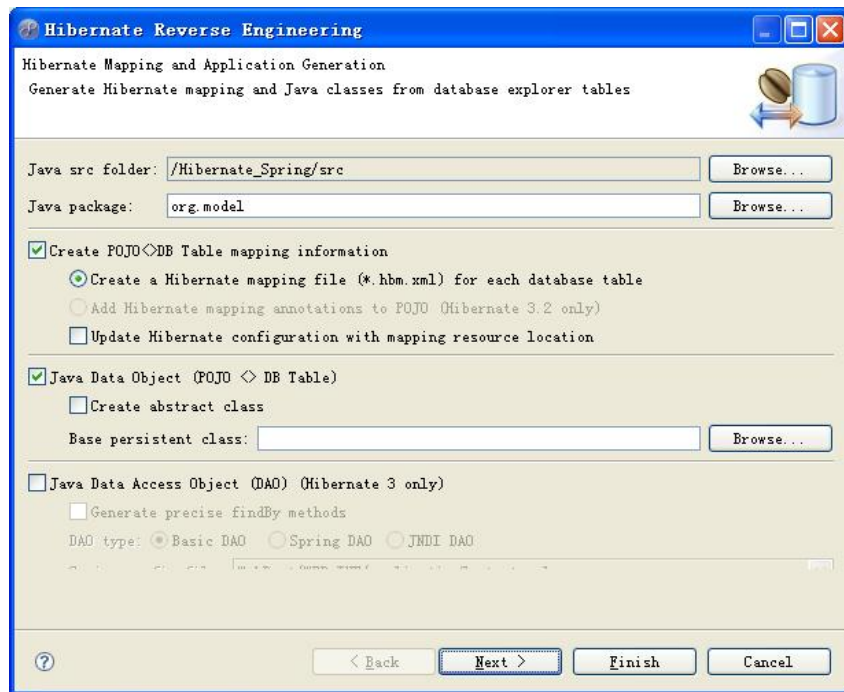 Hibernate Reverse Engineering
Hibernate Mapping and Application Generation
Generate Hibernate mapping and Java classes from database explorer tables
Java src folder: /Hibernate_Spring/src Browse...
Java package: org.model Browse...
Create POJO<>DB Table mapping information
Create a Hibernate mapping file (*.hbm.xml) for each database table
Add Hibernate mapping annotations to POJO (Hibernate 3.2 only)
Update Hibernate configuration with mapping resource location
Java Data Object (POJO <> DB Table)
Create abstract class
Base persistent class: Browse...
Java Data Access Object (DAO) (Hibernate 3 only)
Generate precise findBy methods
DAO type: Basic DAO Spring DAO JNDI DAO
? < Back Next > Finish Cancel